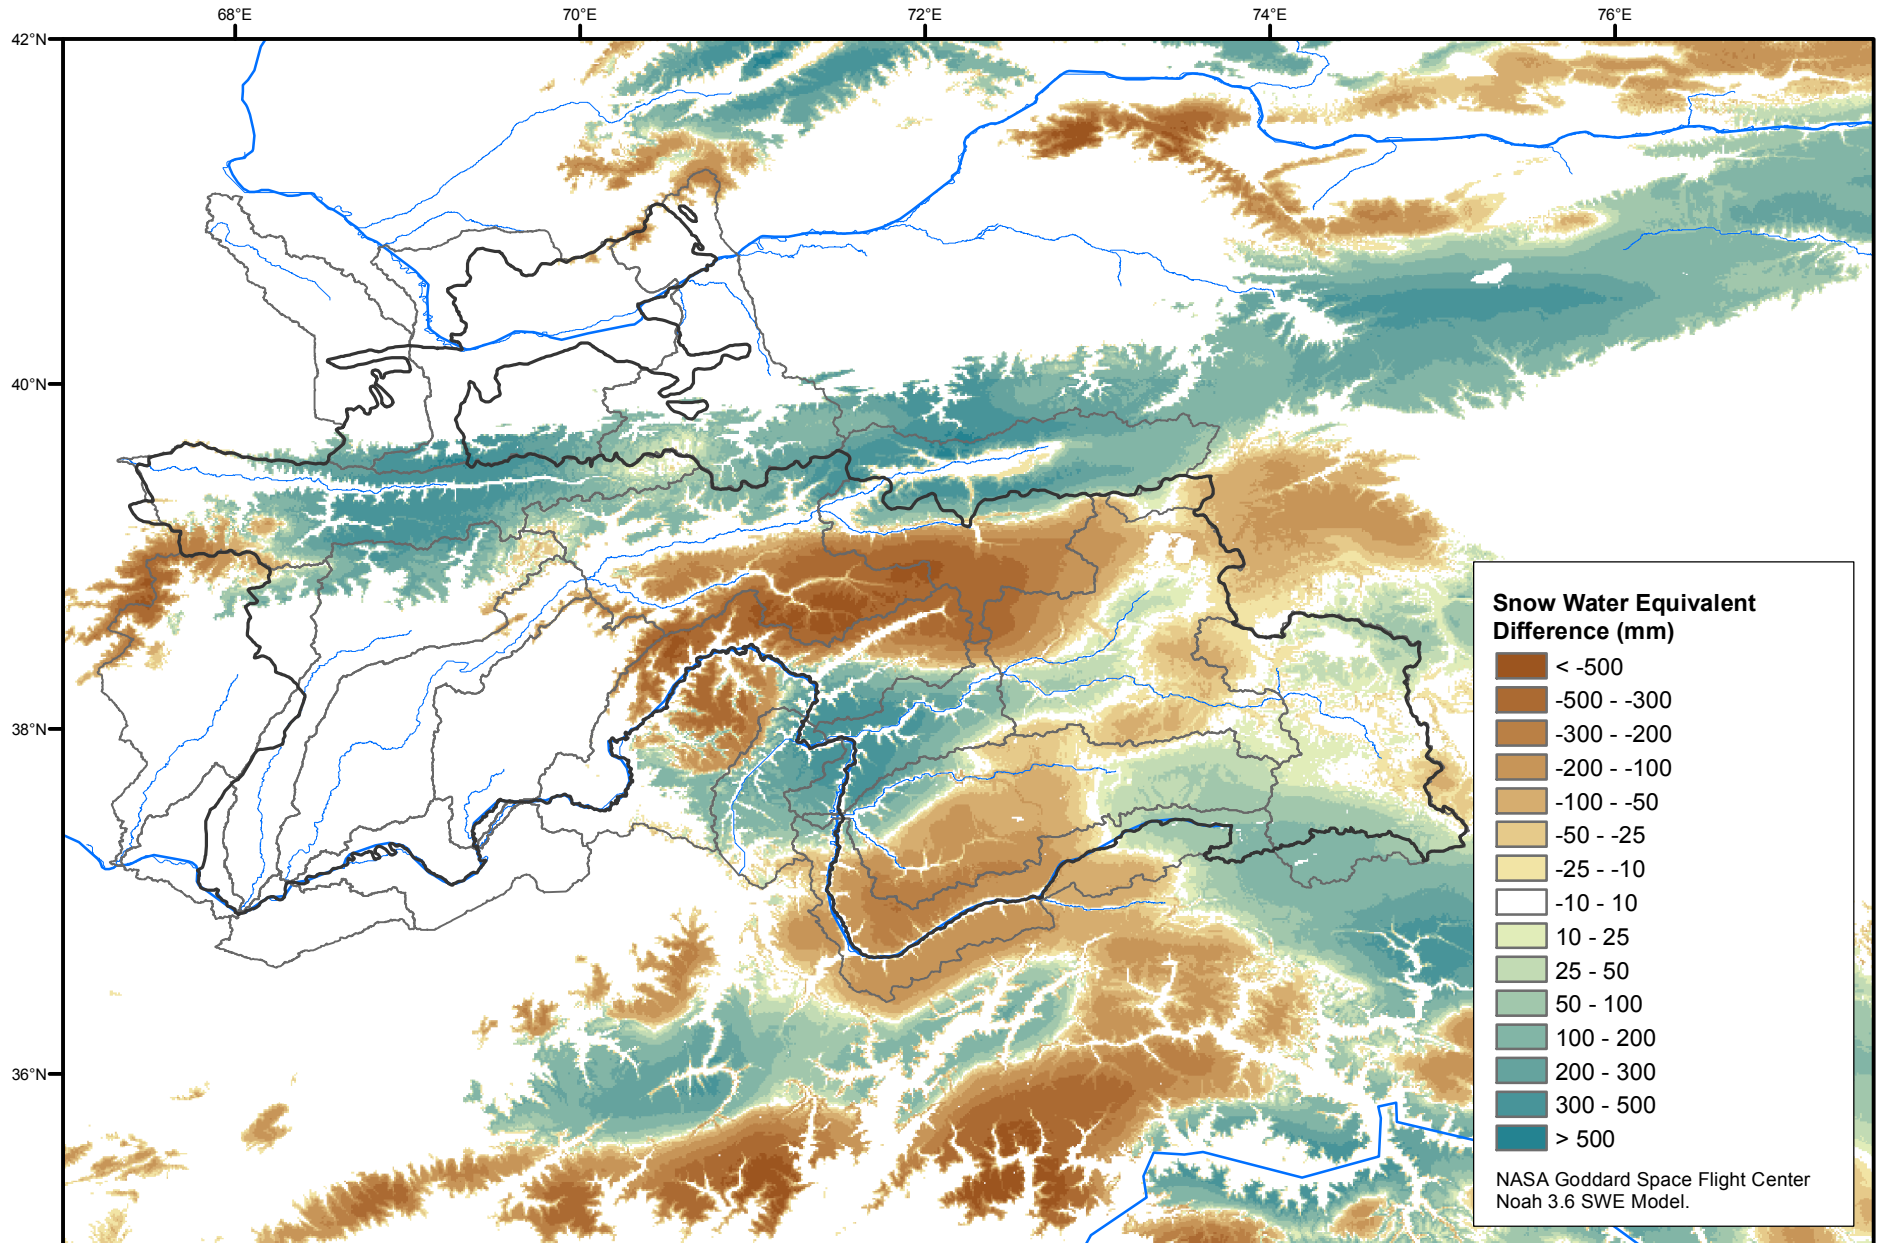 68°E 70°E 72°E 74°E 76°E
42°N
40°N
38°N
36°N
Snow Water Equivalent
Difference (mm)
< -500
-500 - -300
-300 - -200
-200 - -100
-100 - -50
-50 - -25
-25 - -10
-10 - 10
10 - 25
25 - 50
50 - 100
100 - 200
200 - 300
300 - 500
> 500
NASA Goddard Space Flight Center
Noah 3.6 SWE Model.